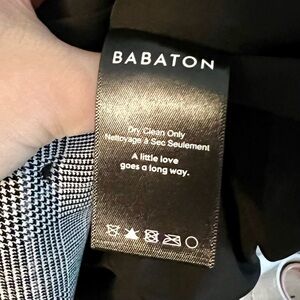 BABATON
Dry Clean Only
Nettoyage à Sec Seulement
A little love
goes a long way.